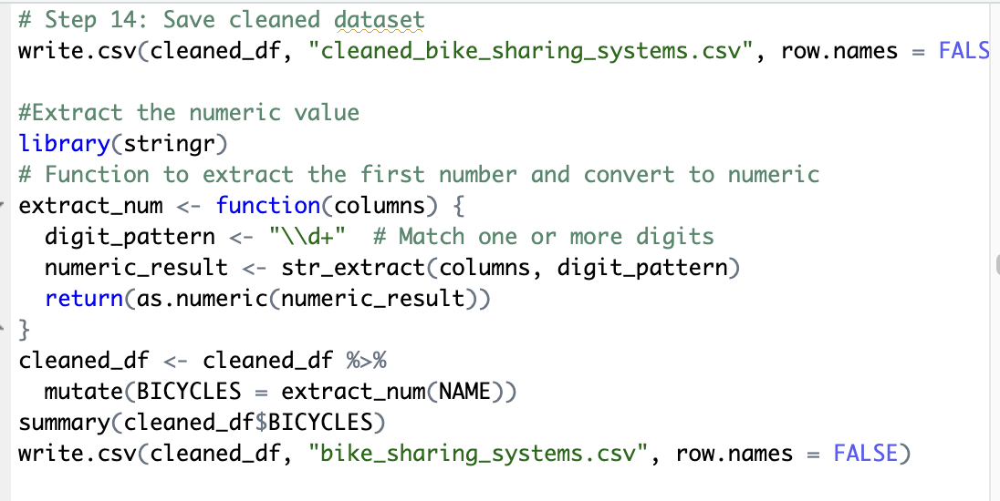 # Step 14: Save cleaned dataset
write.csv(cleaned_df, "cleaned_bike_sharing_systems.csv", row.names = FALS
#Extract the numeric value
library(stringr)
# Function to extract the first number and convert to numeric
extract_num <- function(columns) {
  digit_pattern <- "\\d+"  # Match one or more digits
  numeric_result <- str_extract(columns, digit_pattern)
  return(as.numeric(numeric_result))
}
cleaned_df <- cleaned_df %>%
  mutate(BICYCLES = extract_num(NAME))
summary(cleaned_df$BICYCLES)
write.csv(cleaned_df, "bike_sharing_systems.csv", row.names = FALSE)